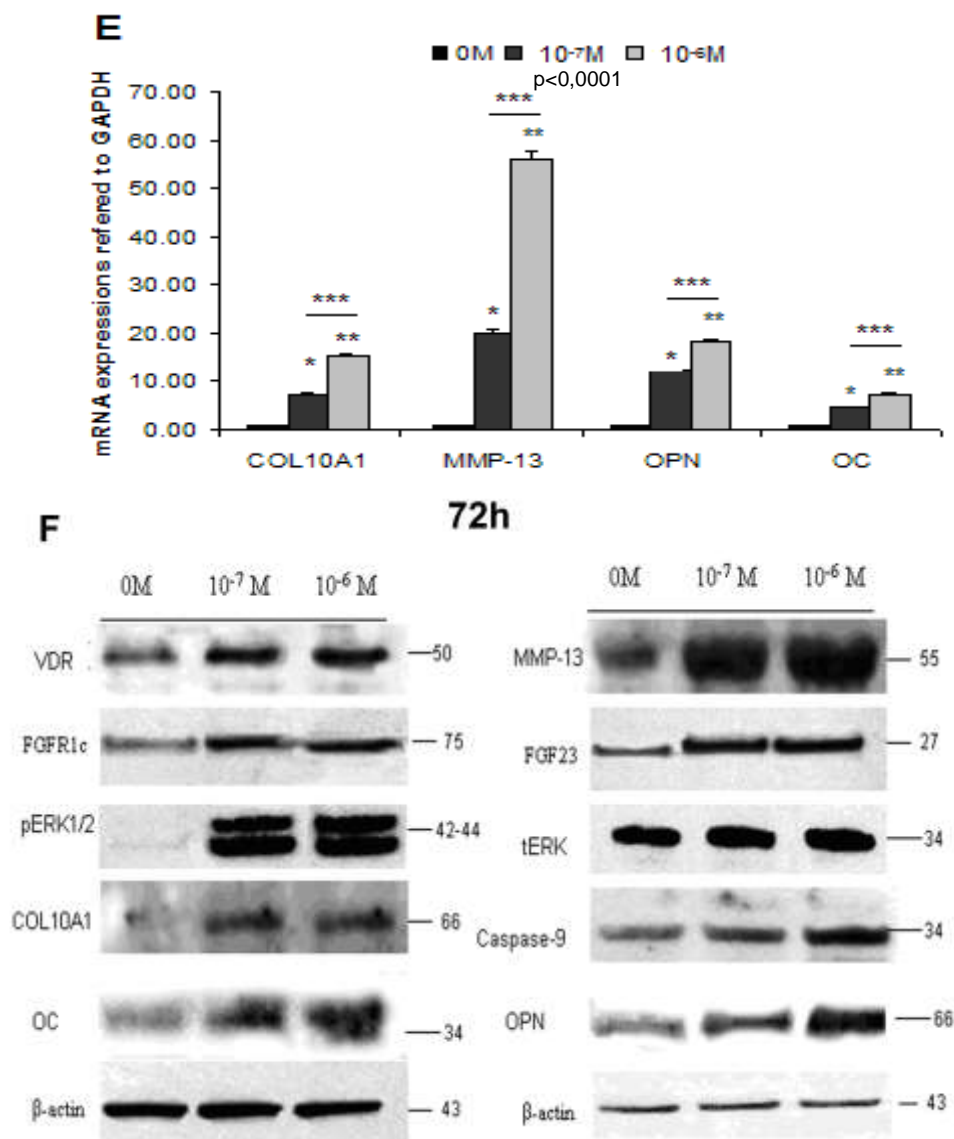 E
■ 0M ■ 10-7M ■ 10-6M
p<0,0001
mRNA expressions refered to GAPDH
70.00
60.00
50.00
40.00
30.00
20.00
10.00
0.00
* ** ***
* ** ***
* ** ***
* ** ***
COL10A1 MMP-13 OPN OC
F
72h
0M 10-7 M 10-6 M
VDR 50
FGFR1c 75
pERK1/2 42-44
COL10A1 66
OC 34
β-actin 43
0M 10-7 M 10-6 M
MMP-13 55
FGF23 27
tERK 34
Caspase-9 34
OPN 66
β-actin 43